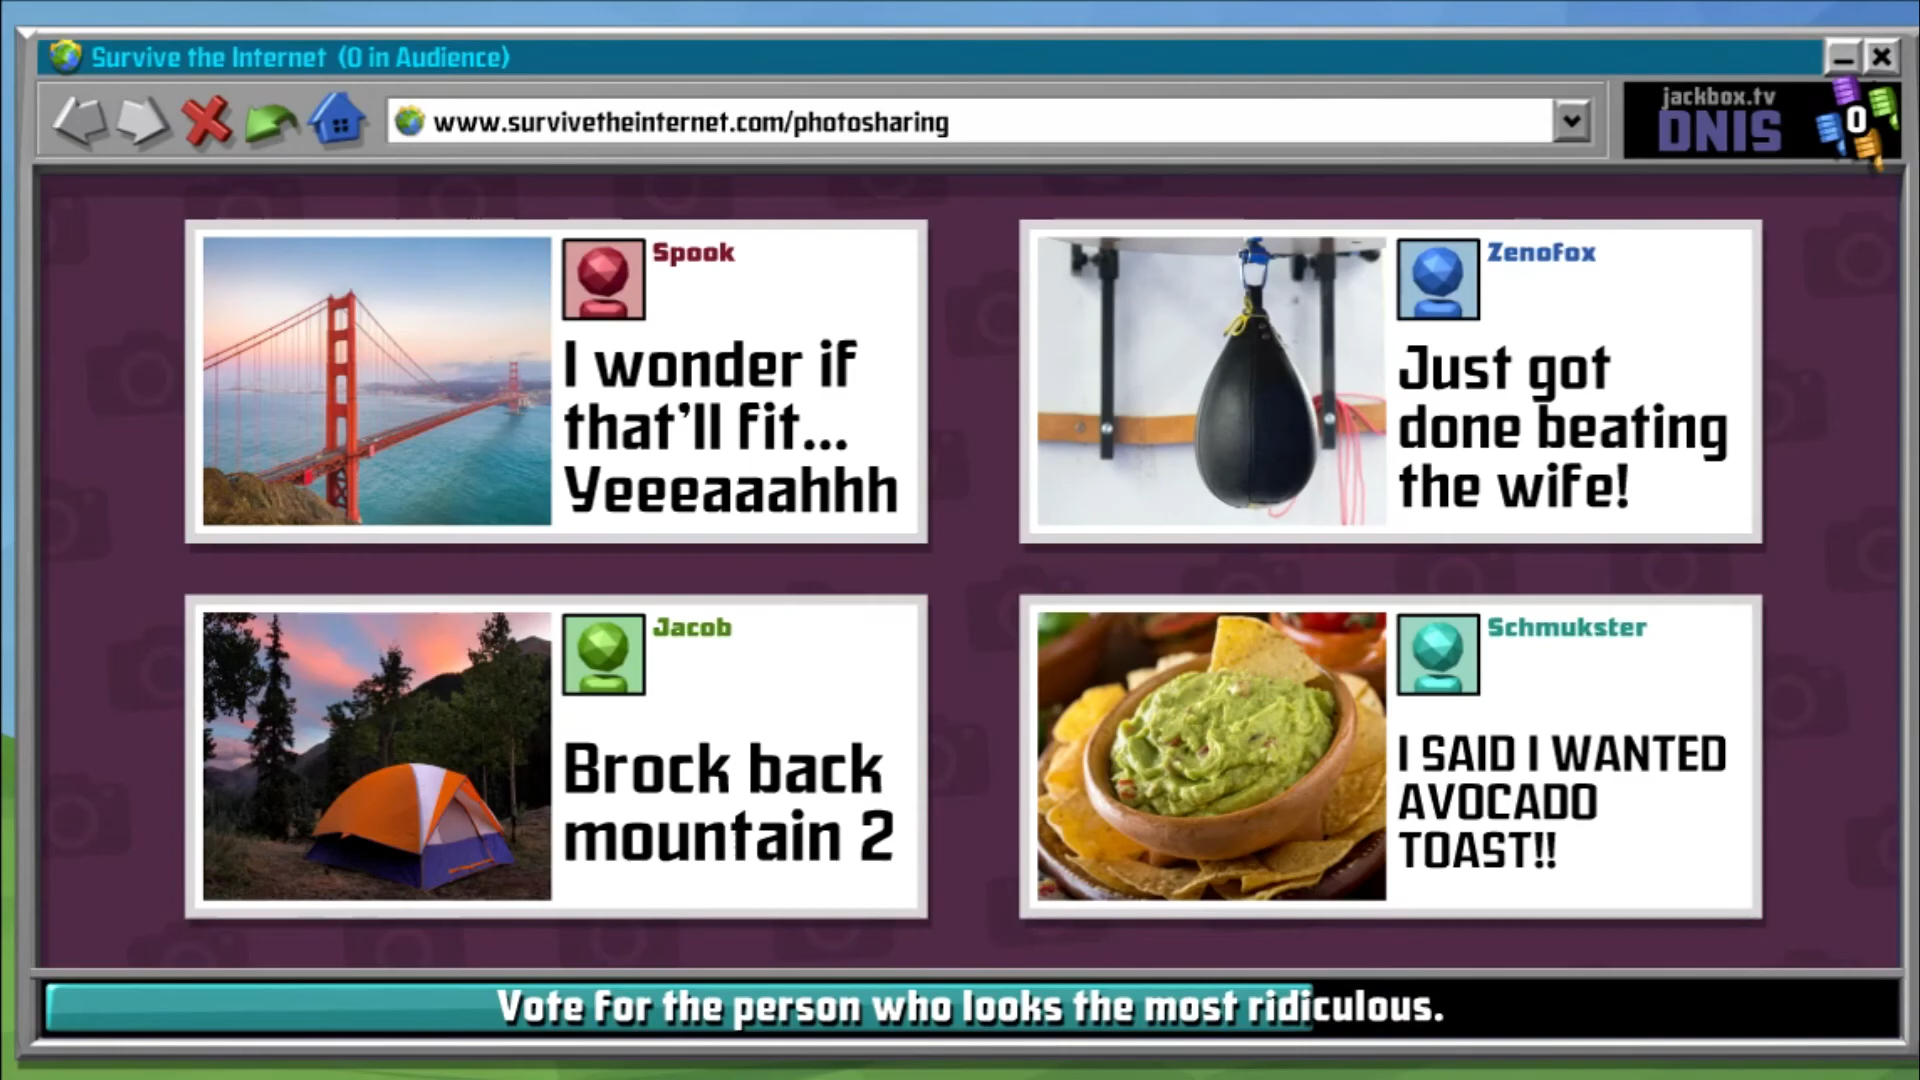 Survive the Internet (0 in Audience)
www.survivetheinternet.com/photosharing
jackbox.tv
DNIS
0
Spook
I wonder if
that'll fit...
Yeeeaaahhh
ZenoFox
Just got
done beating
the wife!
Jacob
Brock back
mountain 2
Schmukster
I SAID I WANTED
AVOCADO
TOAST!!
Vote for the person who looks the most ridiculous.